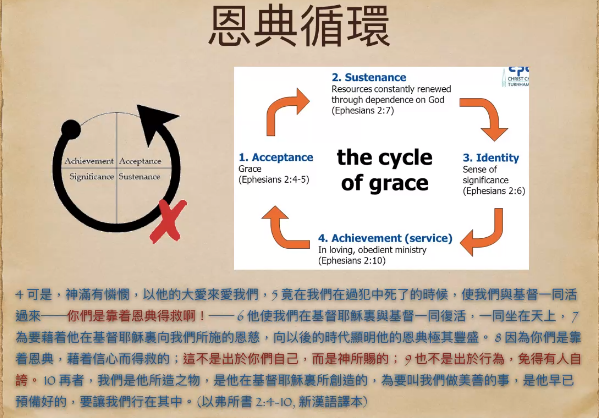 恩典循環
Achievement
Acceptance
Significance
Sustenance
CHRIST C
TURNHAM
2. Sustenance
Resources constantly renewed
through dependence on God
(Ephesians 2:7)
1. Acceptance
Grace
(Ephesians 2:4-5)
the cycle
of grace
3. Identity
Sense of
significance
(Ephesians 2:6)
4. Achievement (service)
In loving, obedient ministry
(Ephesians 2:10)
4 可是，神滿有憐憫，以他的大愛來愛我們，5 竟在我們在過犯中死了的時候，使我們與基督一同活
過來——你們是靠着恩典得救啊！—— 6 他使我們在基督耶穌裏與基督一同復活，一同坐在天上，7
為要藉着他在基督耶穌裏向我們所施的恩慈，向以後的時代顯明他的恩典極其豐盛。8 因為你們是靠
着恩典，藉着信心而得救的；這不是出於你們自己，而是神所賜的；9 也不是出於行為，免得有人自
誇。10 再者，我們是他所造之物，是他在基督耶穌裏所創造的，為要叫我們做美善的事，是他早已
預備好的，要讓我們行在其中。(以弗所書 2:4-10, 新漢語譯本)